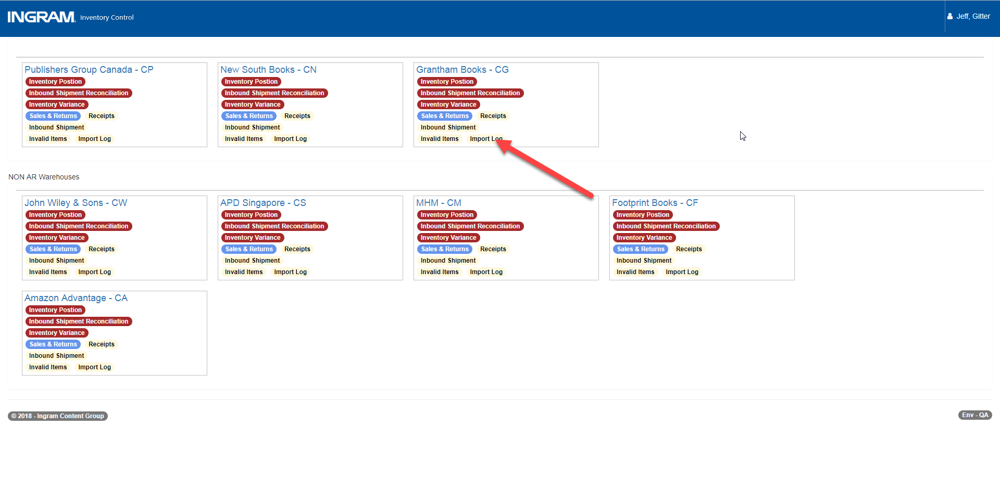 INGRAM Inventory Control
Jeff, Gitter
Publishers Group Canada - CP
Inventory Postion
Inbound Shipment Reconciliation
Inventory Variance
Sales & Returns Receipts
Inbound Shipment
Invalid Items Import Log
New South Books - CN
Inventory Postion
Inbound Shipment Reconciliation
Inventory Variance
Sales & Returns Receipts
Inbound Shipment
Invalid Items Import Log
Grantham Books - CG
Inventory Postion
Inbound Shipment Reconciliation
Inventory Variance
Sales & Returns Receipts
Inbound Shipment
Invalid Items Import Log
NON AR Warehouses
John Wiley & Sons - CW
Inventory Postion
Inbound Shipment Reconciliation
Inventory Variance
Sales & Returns Receipts
Inbound Shipment
Invalid Items Import Log
APD Singapore - CS
Inventory Postion
Inbound Shipment Reconciliation
Inventory Variance
Sales & Returns Receipts
Inbound Shipment
Invalid Items Import Log
MHM - CM
Inventory Postion
Inbound Shipment Reconciliation
Inventory Variance
Sales & Returns Receipts
Inbound Shipment
Invalid Items Import Log
Footprint Books - CF
Inventory Postion
Inbound Shipment Reconciliation
Inventory Variance
Sales & Returns Receipts
Inbound Shipment
Invalid Items Import Log
Amazon Advantage - CA
Inventory Postion
Inbound Shipment Reconciliation
Inventory Variance
Sales & Returns Receipts
Inbound Shipment
Invalid Items Import Log
© 2018 - Ingram Content Group
Env - QA